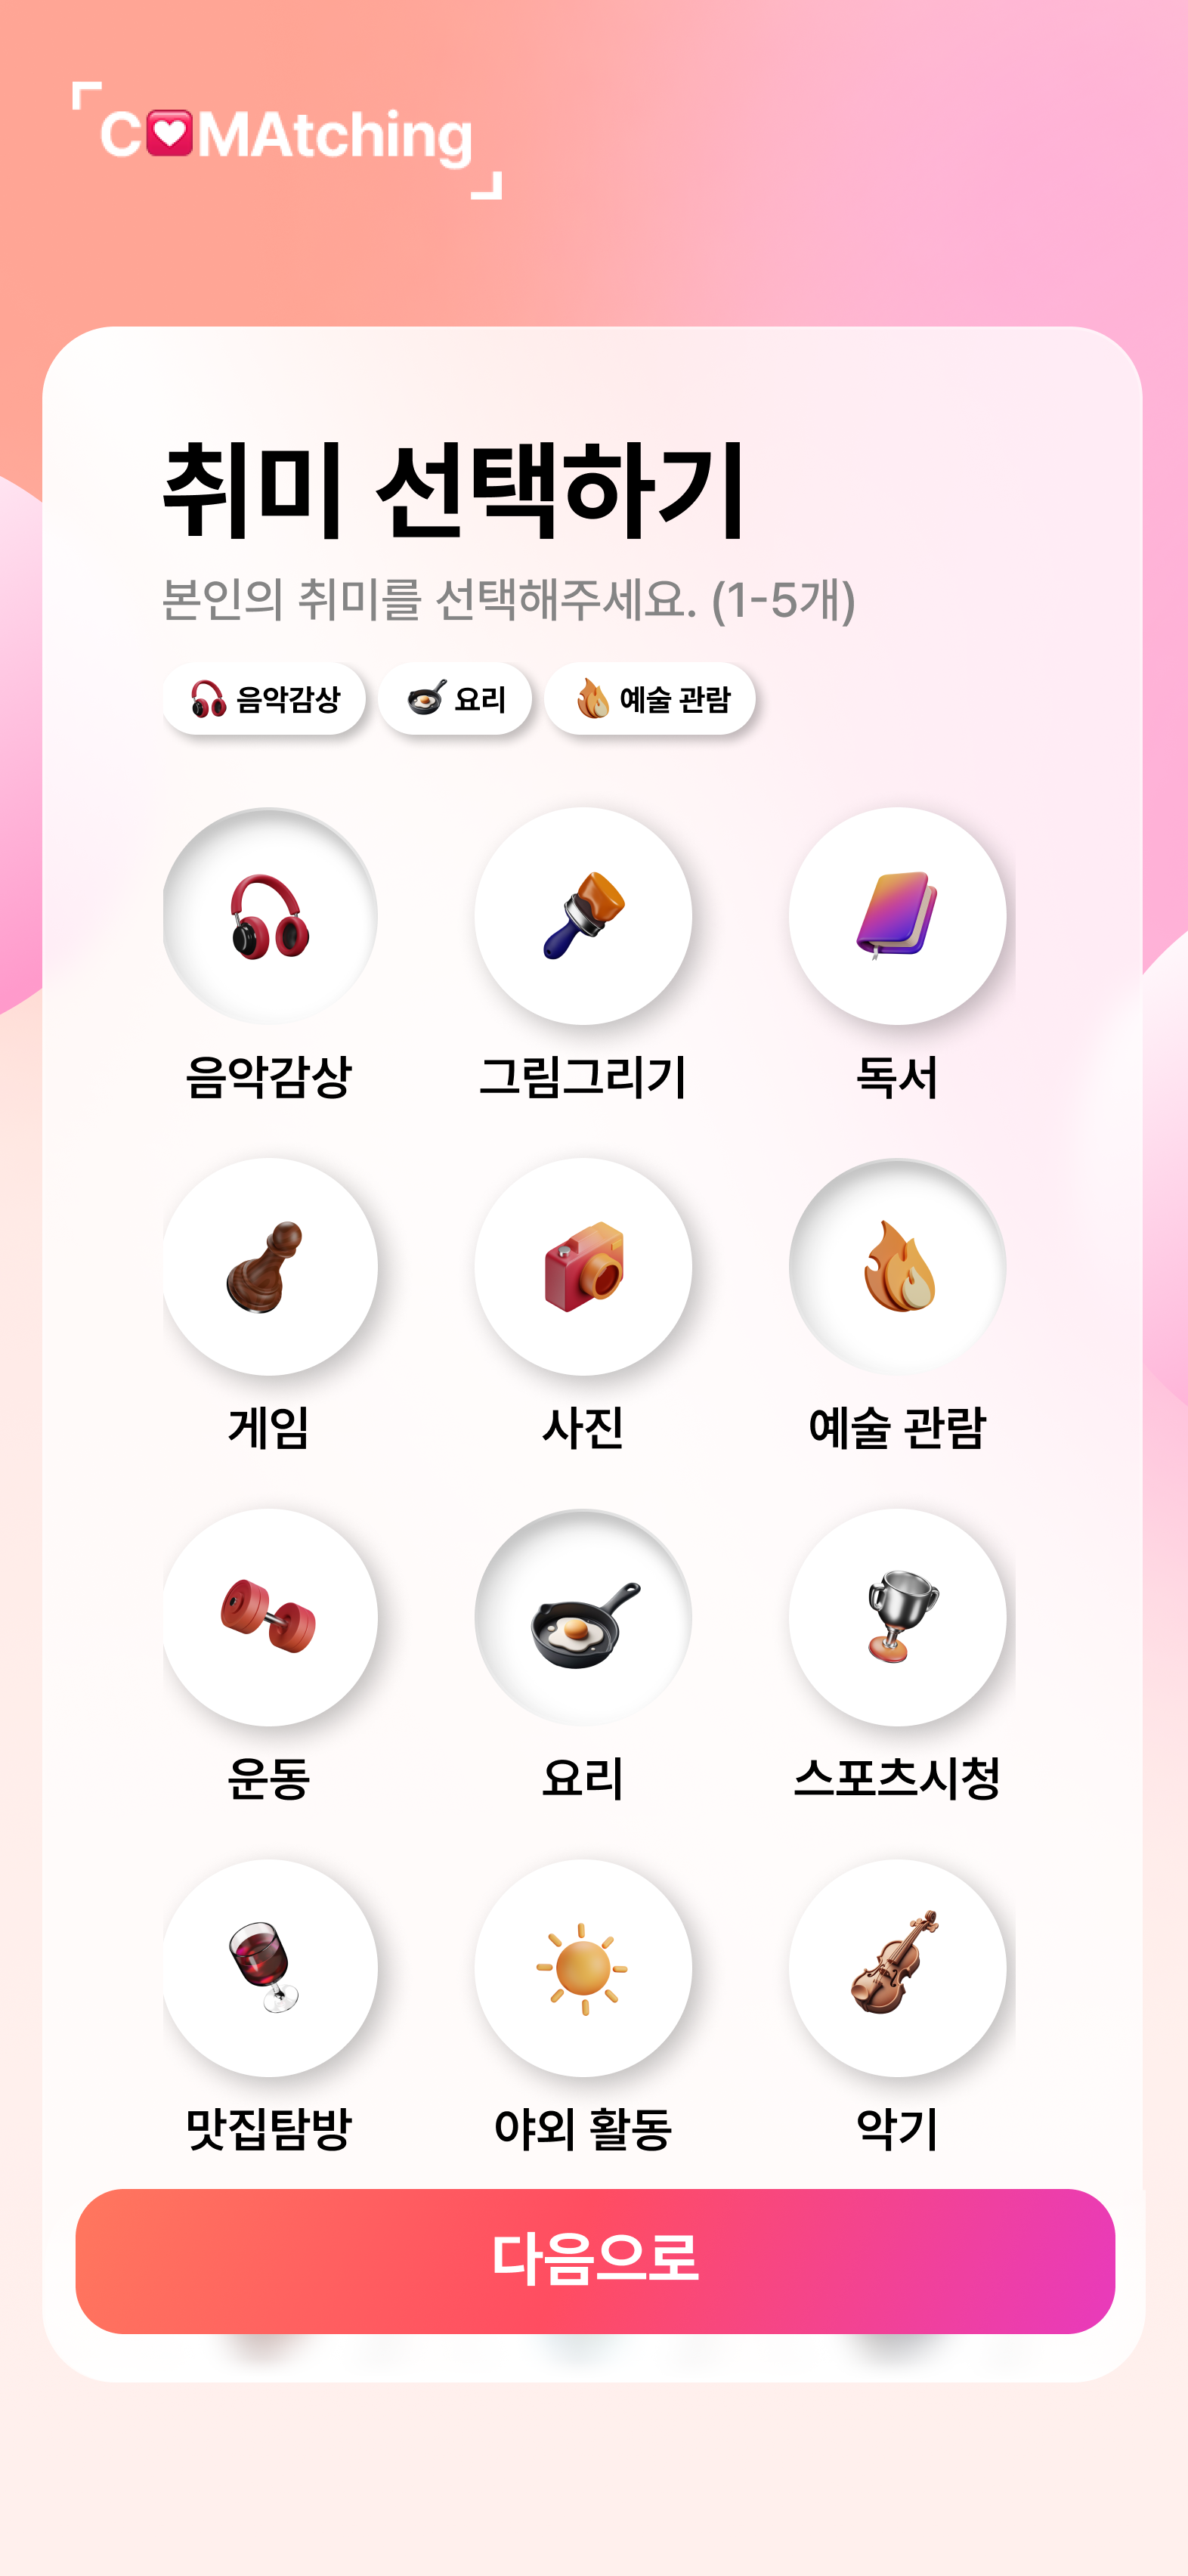 COMAtching
취미 선택하기
본인의 취미를 선택해주세요. (1-5개)
음악감상 요리 예술 관람
음악감상 그림그리기 독서
게임 사진 예술 관람
운동 요리 스포츠시청
맛집탐방 야외 활동 악기
다음으로